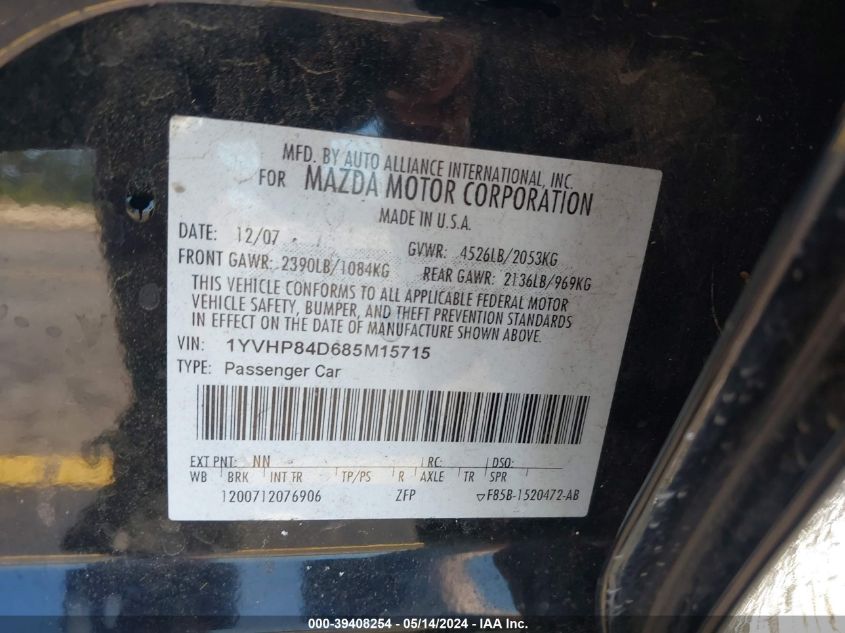 MFD. BY AUTO ALLIANCE INTERNATIONAL, INC.
FOR MAZDA MOTOR CORPORATION
MADE IN U.S.A.
DATE: 12/07 GVWR: 4526LB/2053KG
FRONT GAWR: 2390LB/1084KG REAR GAWR: 2136LB/969KG
THIS VEHICLE CONFORMS TO ALL APPLICABLE FEDERAL MOTOR
VEHICLE SAFETY, BUMPER, AND THEFT PREVENTION STANDARDS
IN EFFECT ON THE DATE OF MANUFACTURE SHOWN ABOVE.
VIN: 1YVHP84D685M15715
TYPE: Passenger Car
EXT PNT: NN RC: DSO:
WB BRK INT TR TP/PS R AXLE TR SPR
1200712076906 ZFP ▽F85B-1520472-AB
000-39408254 - 05/14/2024 - IAA Inc.